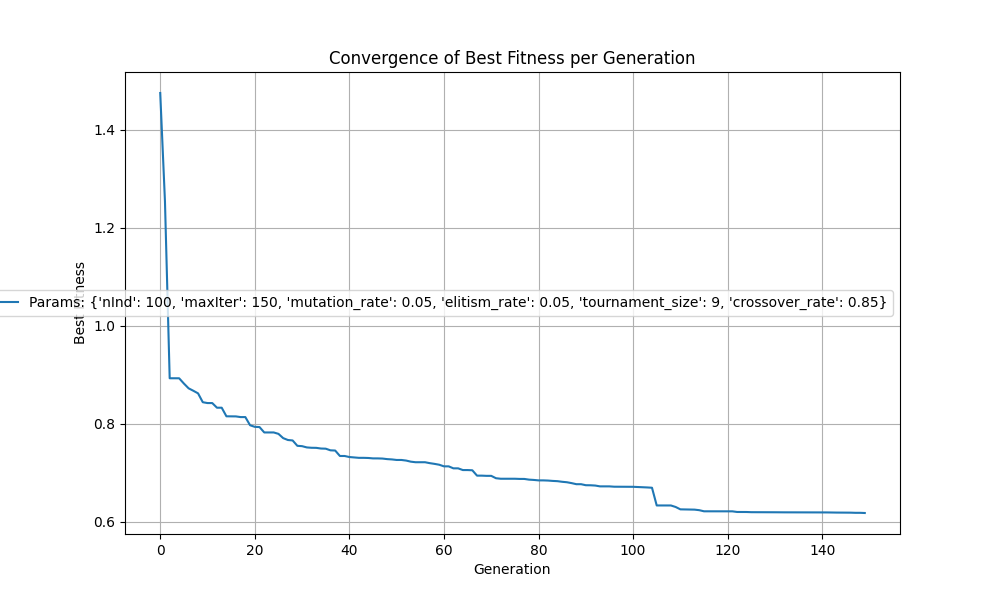 Convergence of Best Fitness per Generation
1.4
1.2
Params: {'nInd': 100, 'maxIter': 150, 'mutation_rate': 0.05, 'elitism_rate': 0.05, 'tournament_size': 9, 'crossover_rate': 0.85}
Best Fitness
1.0
0.8
0.6
0 20 40 60 80 100 120 140
Generation